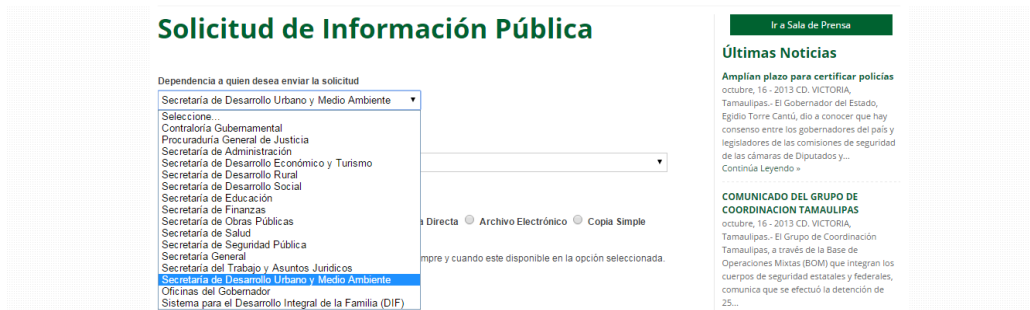 Solicitud de Información Pública
Dependencia a quien desea enviar la solicitud
Secretaría de Desarrollo Urbano y Medio Ambiente
Seleccione...
Contraloría Gubernamental
Procuraduría General de Justicia
Secretaría de Administración
Secretaría de Desarrollo Económico y Turismo
Secretaría de Desarrollo Rural
Secretaría de Desarrollo Social
Secretaría de Educación
Secretaría de Finanzas
Secretaría de Obras Públicas
Secretaría de Salud
Secretaría de Seguridad Pública
Secretaría General
Secretaría del Trabajo y Asuntos Juridicos
Secretaría de Desarrollo Urbano y Medio Ambiente
Oficinas del Gobernador
Sistema para el Desarrollo Integral de la Familia (DIF)
a Directa Archivo Electrónico Copia Simple
mpre y cuando este disponible en la opción seleccionada.
Ir a Sala de Prensa
Últimas Noticias
Amplían plazo para certificar policías
octubre, 16 - 2013 CD. VICTORIA,
Tamaulipas.- El Gobernador del Estado,
Egidio Torre Cantú, dio a conocer que hay
consenso entre los gobernadores del país y
legisladores de las comisiones de seguridad
de las cámaras de Diputados y...
Continúa Leyendo »
COMUNICADO DEL GRUPO DE
COORDINACION TAMAULIPAS
octubre, 16 - 2013 CD. VICTORIA,
Tamaulipas.- El Grupo de Coordinación
Tamaulipas, a través de la Base de
Operaciones Mixtas (BOM) que integran los
cuerpos de seguridad estatales y federales,
comunica que se efectuó la detención de
25...